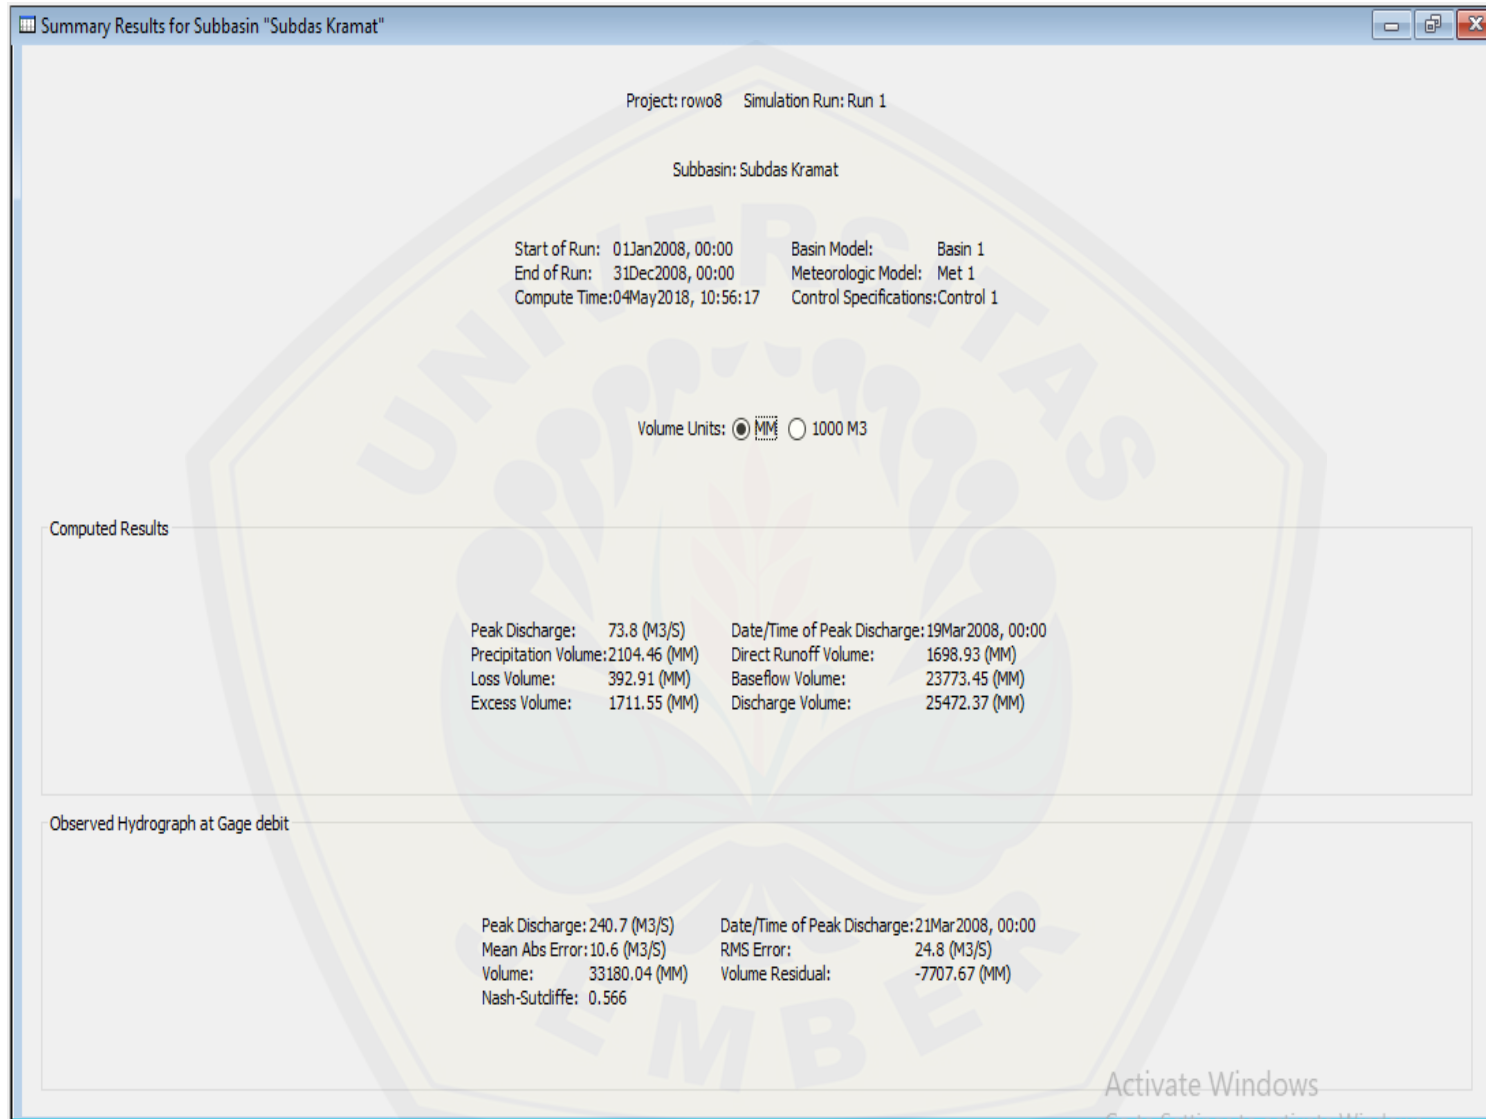 Summary Results for Subbasin "Subdas Kramat"
Project: rowo8 Simulation Run: Run 1
Subbasin: Subdas Kramat
Start of Run: 01Jan2008, 00:00 Basin Model: Basin 1
End of Run: 31Dec2008, 00:00 Meteorologic Model: Met 1
Compute Time:04May2018, 10:56:17 Control Specifications:Control 1
Volume Units: MM 1000 M3
Computed Results
Peak Discharge: 73.8 (M3/S) Date/Time of Peak Discharge:19Mar2008, 00:00
Precipitation Volume:2104.46 (MM) Direct Runoff Volume: 1698.93 (MM)
Loss Volume: 392.91 (MM) Baseflow Volume: 23773.45 (MM)
Excess Volume: 1711.55 (MM) Discharge Volume: 25472.37 (MM)
Observed Hydrograph at Gage debit
Peak Discharge:240.7 (M3/S) Date/Time of Peak Discharge:21Mar2008, 00:00
Mean Abs Error:10.6 (M3/S) RMS Error: 24.8 (M3/S)
Volume: 33180.04 (MM) Volume Residual: -7707.67 (MM)
Nash-Sutcliffe: 0.566
UNIVERSITAS
JEMBER
Activate Windows